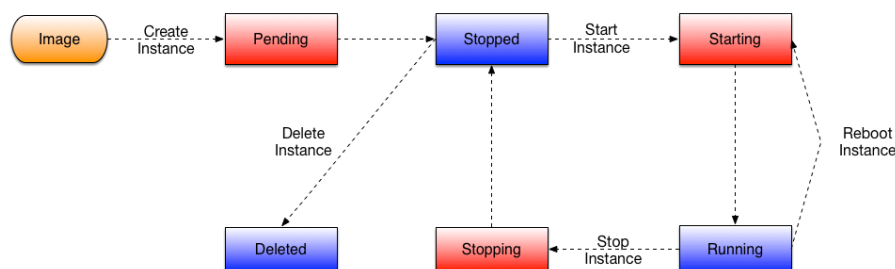 Image
Create
Instance
Pending
Stopped
Start
Instance
Starting
Delete
Instance
Reboot
Instance
Deleted
Stopping
Stop
Instance
Running